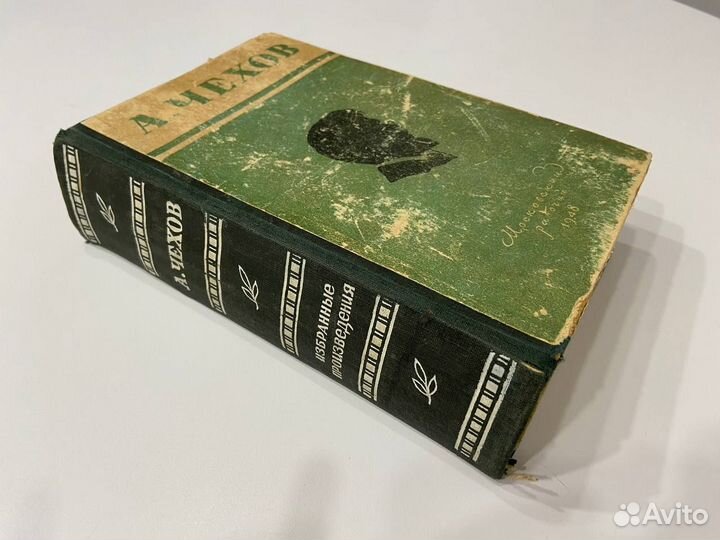 А. ЧЕХОВ
Московский
рабочий
1948
А. ЧЕХОВ
ИЗБРАННЫЕ
ПРОИЗВЕДЕНИЯ
Avito